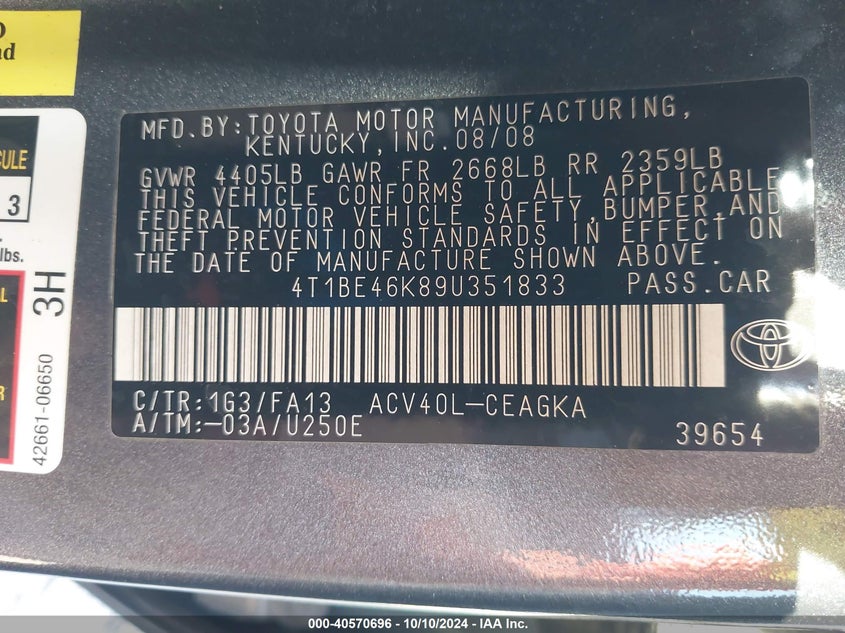 MFD.BY:TOYOTA MOTOR MANUFACTURING,
KENTUCKY,INC.08/08
GVWR 4405LB GAWR FR 2668LB RR 2359LB
THIS VEHICLE CONFORMS TO ALL APPLICABLE
FEDERAL MOTOR VEHICLE SAFETY,BUMPER,AND
THEFT PREVENTION STANDARDS IN EFFECT ON
THE DATE OF MANUFACTURE SHOWN ABOVE.
4T1BE46K89U351833 PASS.CAR
C/TR:1G3/FA13 ACV40L-CEAGKA
A/TM:-03A/U250E
39654
3
lbs.
3H
42661-06650
000-40570696 - 10/10/2024 - IAA Inc.